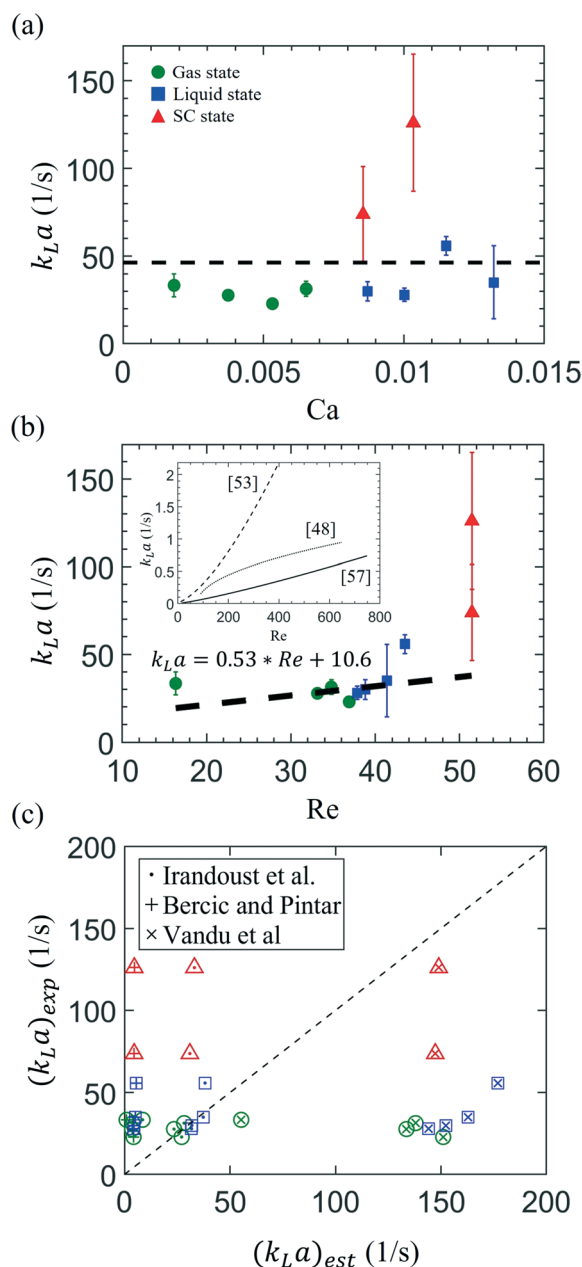 (a)
150
100
50
0
k_L a (1/s)
Gas state
Liquid state
SC state
0
0.005
0.01
0.015
Ca
(b)
150
100
50
0
k_L a (1/s)
2
1.5
1
0.5
0
k_L a (1/s)
[53]
[48]
[57]
0
200
400
600
800
Re
k_L a = 0.53 * Re + 10.6
10
20
30
40
50
60
Re
(c)
200
150
100
50
0
(k_L a)_exp (1/s)
Irandoust et al.
Bercic and Pintar
Vandu et al
0
50
100
150
200
(k_L a)_est (1/s)